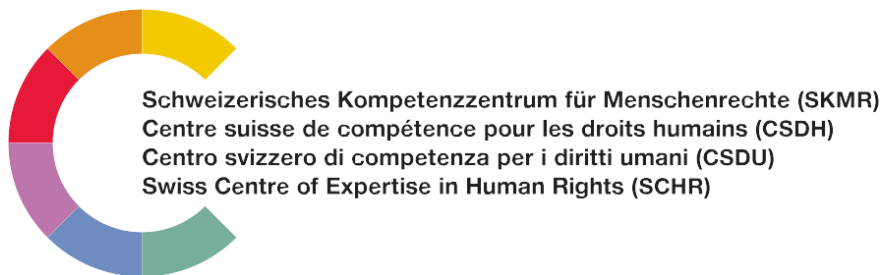 Schweizerisches Kompetenzzentrum für Menschenrechte (SKMR)
Centre suisse de compétence pour les droits humains (CSDH)
Centro svizzero di competenza per i diritti umani (CSDU)
Swiss Centre of Expertise in Human Rights (SCHR)